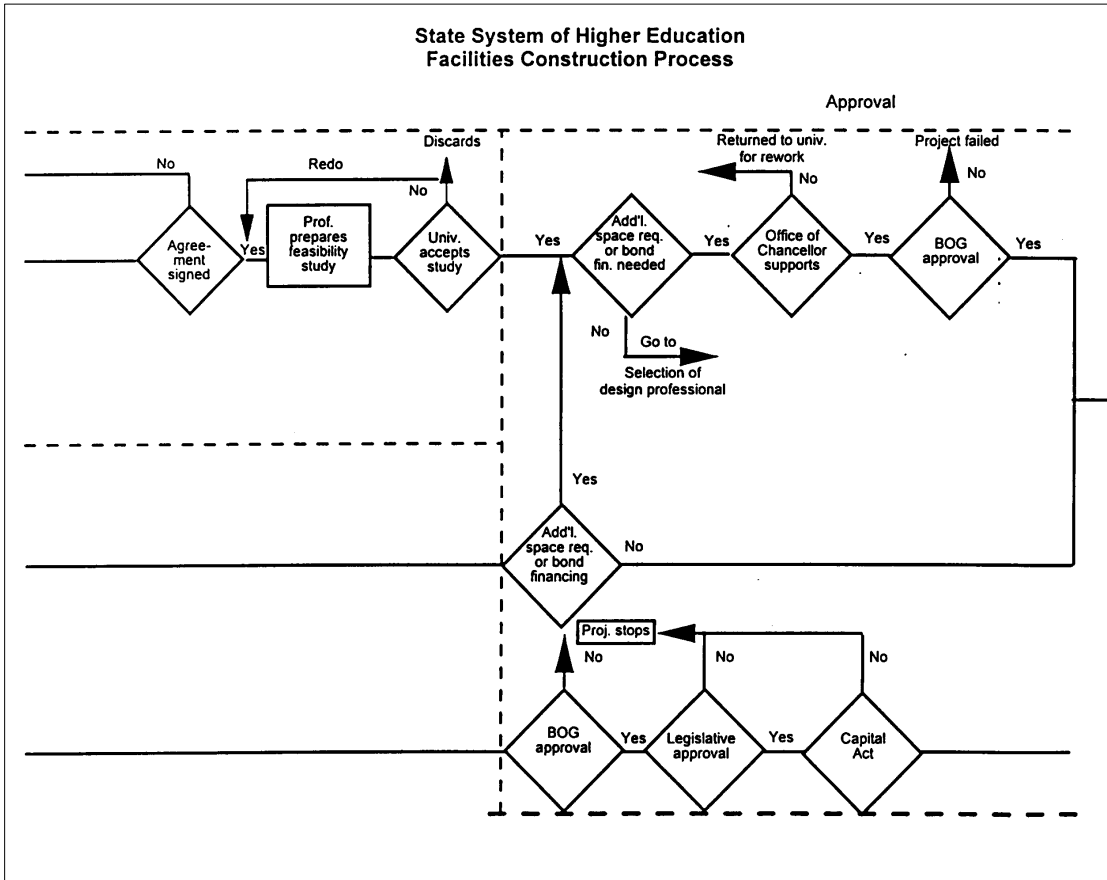 State System of Higher Education
Facilities Construction Process
Approval
Discards
Returned to univ.
for rework
Project failed
No
Redo
No
No
No
Agree-
ment
signed
Yes
Prof.
prepares
feasibility
study
Univ.
accepts
study
Yes
Add'l.
space req.
or bond
fin. needed
Yes
Office of
Chancellor
supports
Yes
BOG
approval
Yes
No
Go to
Selection of
design professional
Yes
Add'l.
space req.
or bond
financing
No
Proj. stops
No
No
No
BOG
approval
Yes
Legislative
approval
Yes
Capital
Act